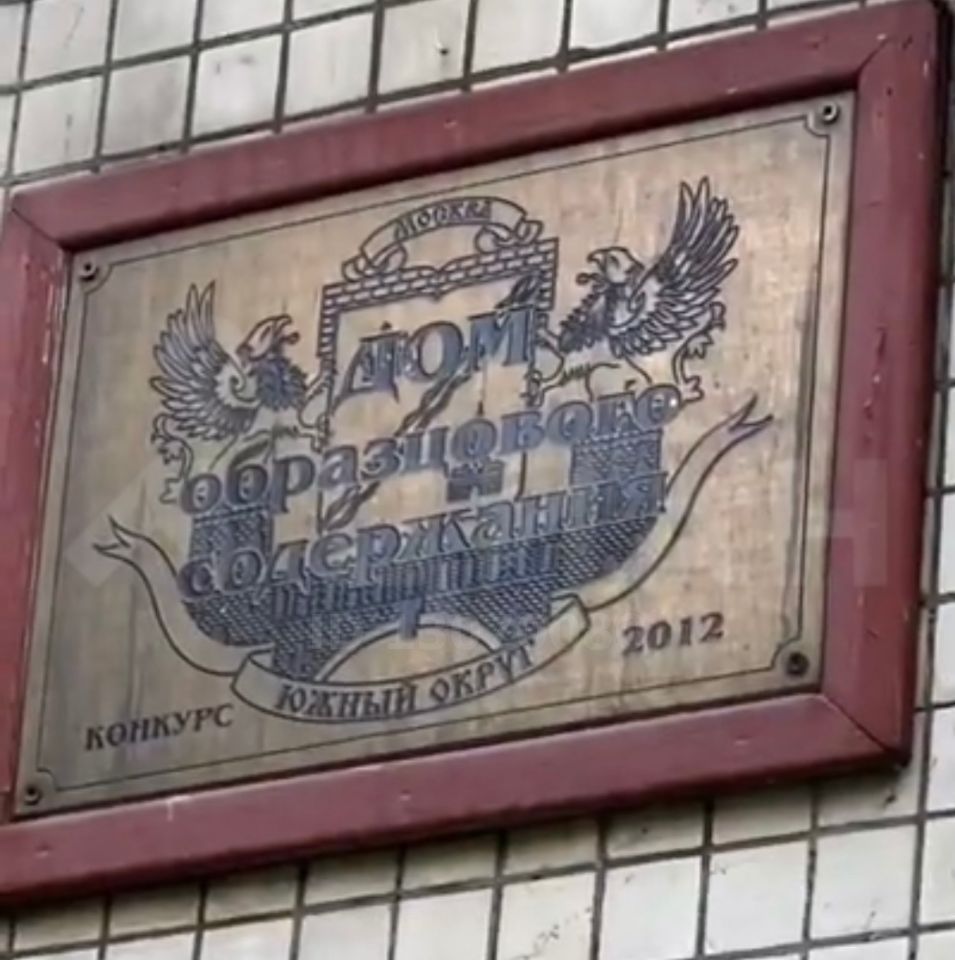 МОСКВА
ДОМ
образцового
содержания
ЮЖНЫЙ ОКРУГ
КОНКУРС
2012